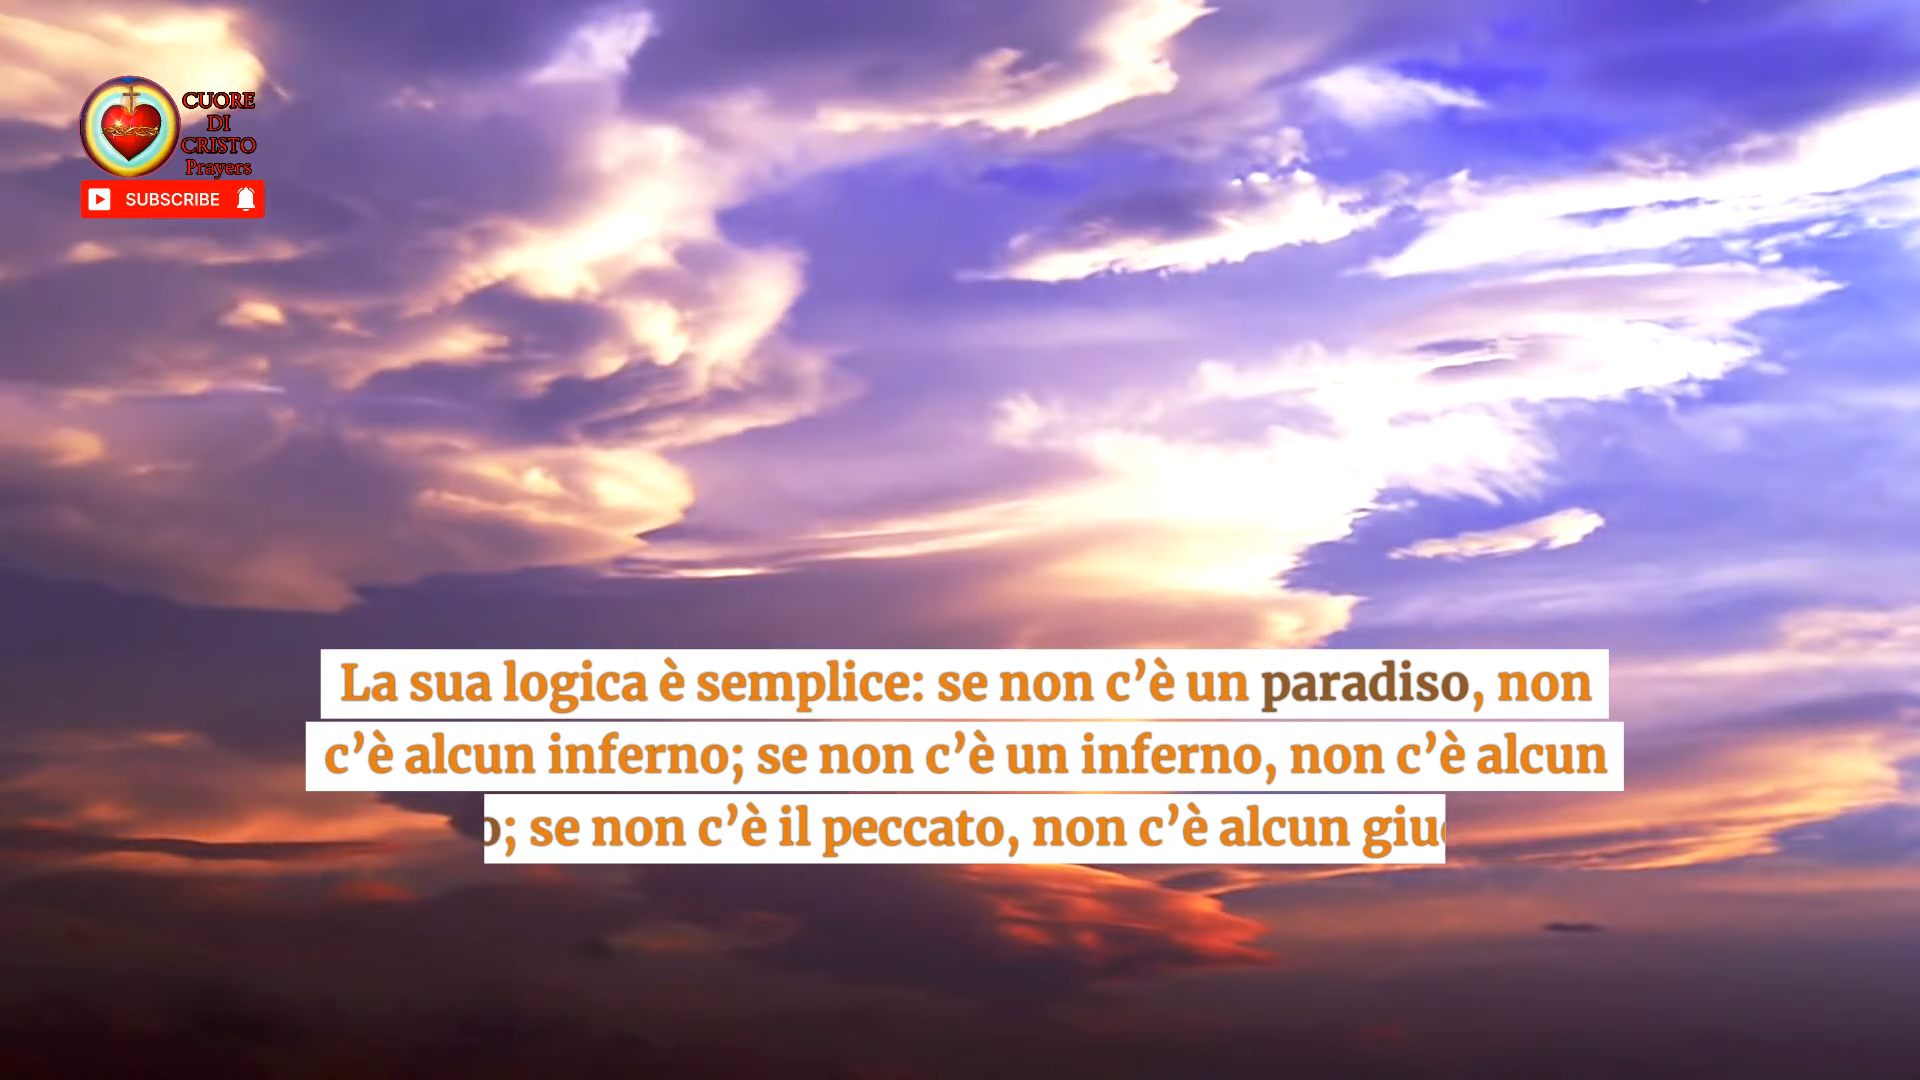 CUORE
DI
CRISTO
Prayers
SUBSCRIBE
La sua logica è semplice: se non c’è un paradiso, non
c’è alcun inferno; se non c’è un inferno, non c’è alcun
se non c’è il peccato, non c’è alcun